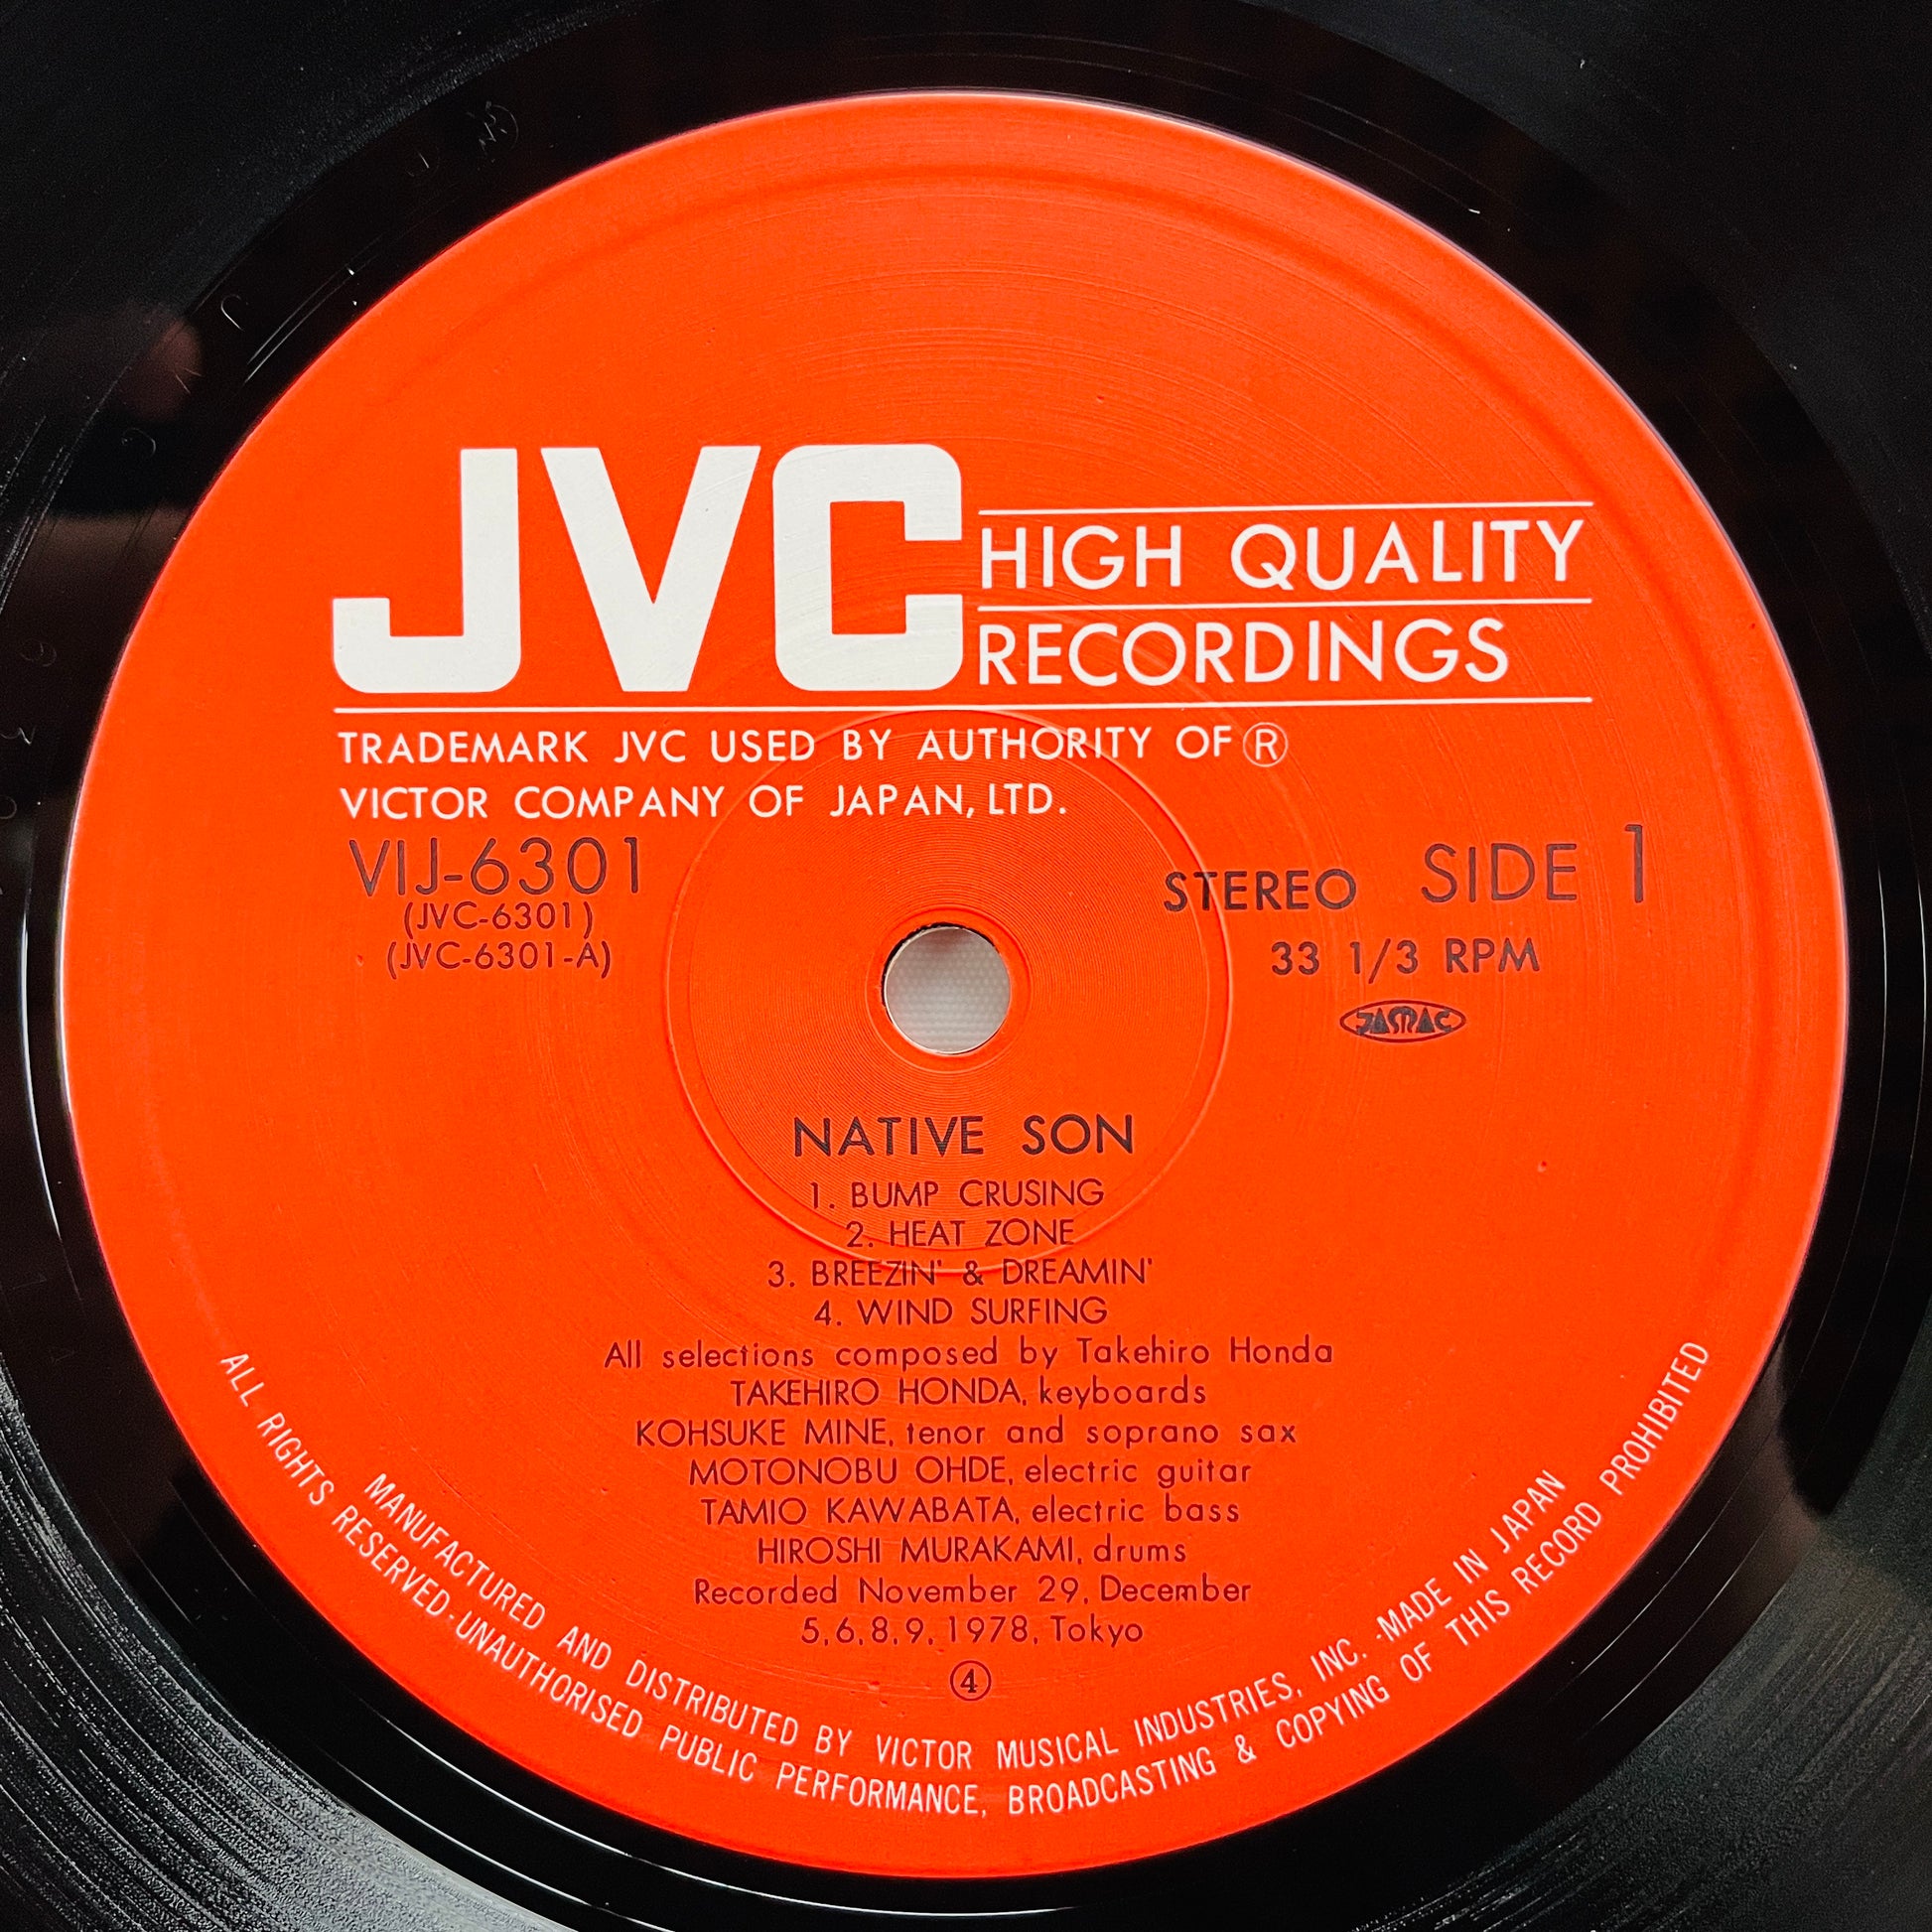 JVC
HIGH QUALITY
RECORDINGS
TRADEMARK JVC USED BY AUTHORITY OF ®
VICTOR COMPANY OF JAPAN, LTD.
VIJ-6301
(JVC-6301)
(JVC-6301-A)
STEREO SIDE 1
33 1/3 RPM
JASRAC
NATIVE SON
1. BUMP CRUSING
2. HEAT ZONE
3. BREEZIN' & DREAMIN'
4. WIND SURFING
All selections composed by Takehiro Honda
TAKEHIRO HONDA, keyboards
KOHSUKE MINE, tenor and soprano sax
MOTONOBU OHDE, electric guitar
TAMIO KAWABATA, electric bass
HIROSHI MURAKAMI, drums
Recorded November 29, December
5, 6, 8, 9, 1978, Tokyo
④
MANUFACTURED AND DISTRIBUTED BY VICTOR MUSICAL INDUSTRIES, INC. · MADE IN JAPAN
ALL RIGHTS RESERVED · UNAUTHORISED PUBLIC PERFORMANCE, BROADCASTING & COPYING OF THIS RECORD PROHIBITED